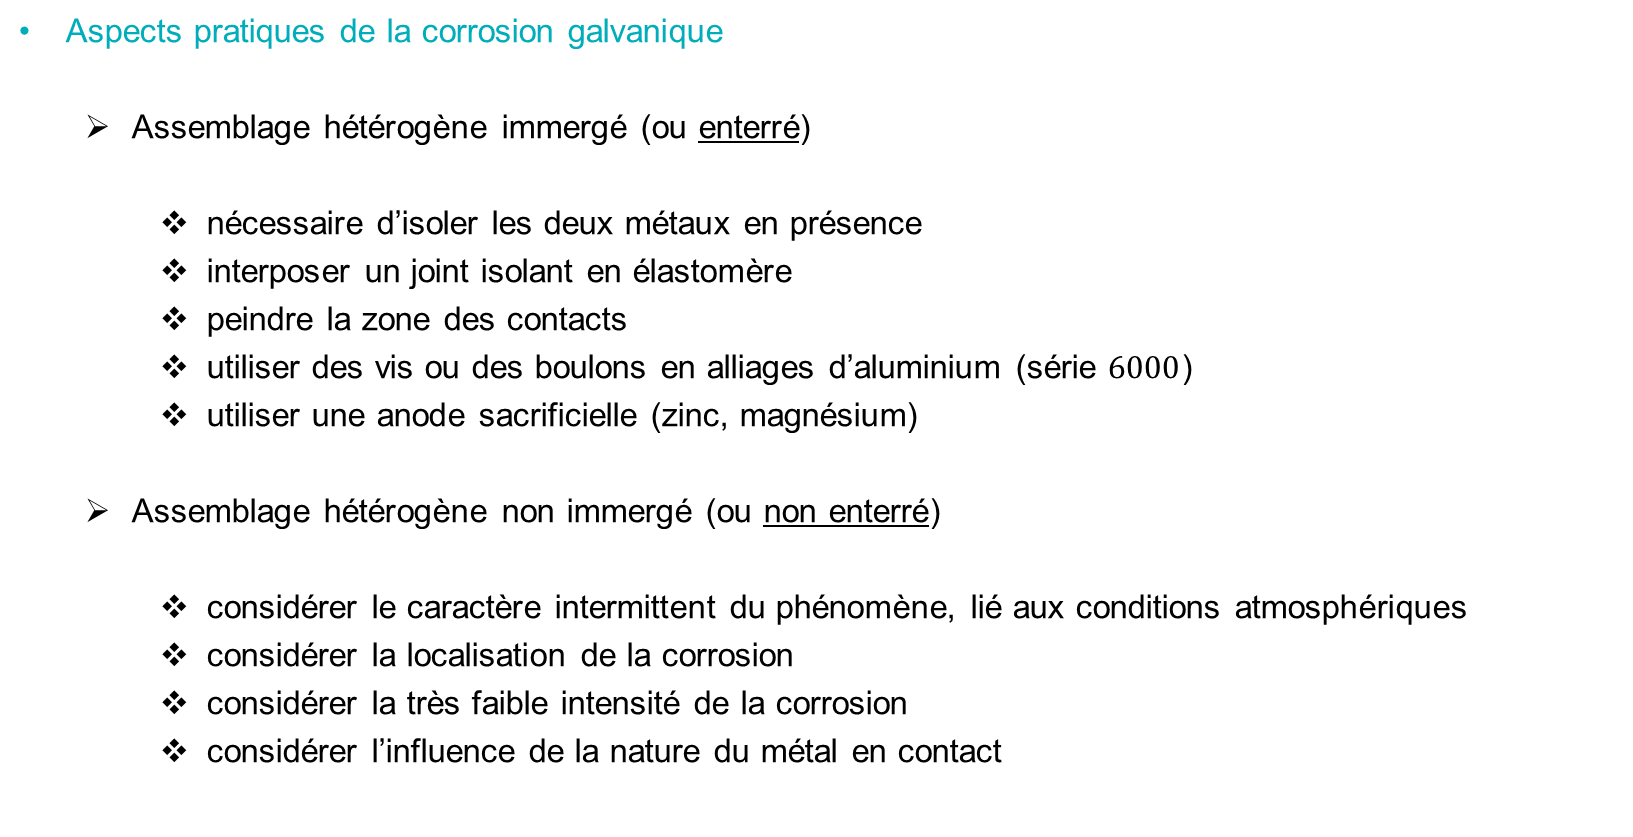 • Aspects pratiques de la corrosion galvanique
➢ Assemblage hétérogène immergé (ou enterré)
❖ nécessaire d’isoler les deux métaux en présence
❖ interposer un joint isolant en élastomère
❖ peindre la zone des contacts
❖ utiliser des vis ou des boulons en alliages d’aluminium (série 6000)
❖ utiliser une anode sacrificielle (zinc, magnésium)
➢ Assemblage hétérogène non immergé (ou non enterré)
❖ considérer le caractère intermittent du phénomène, lié aux conditions atmosphériques
❖ considérer la localisation de la corrosion
❖ considérer la très faible intensité de la corrosion
❖ considérer l’influence de la nature du métal en contact